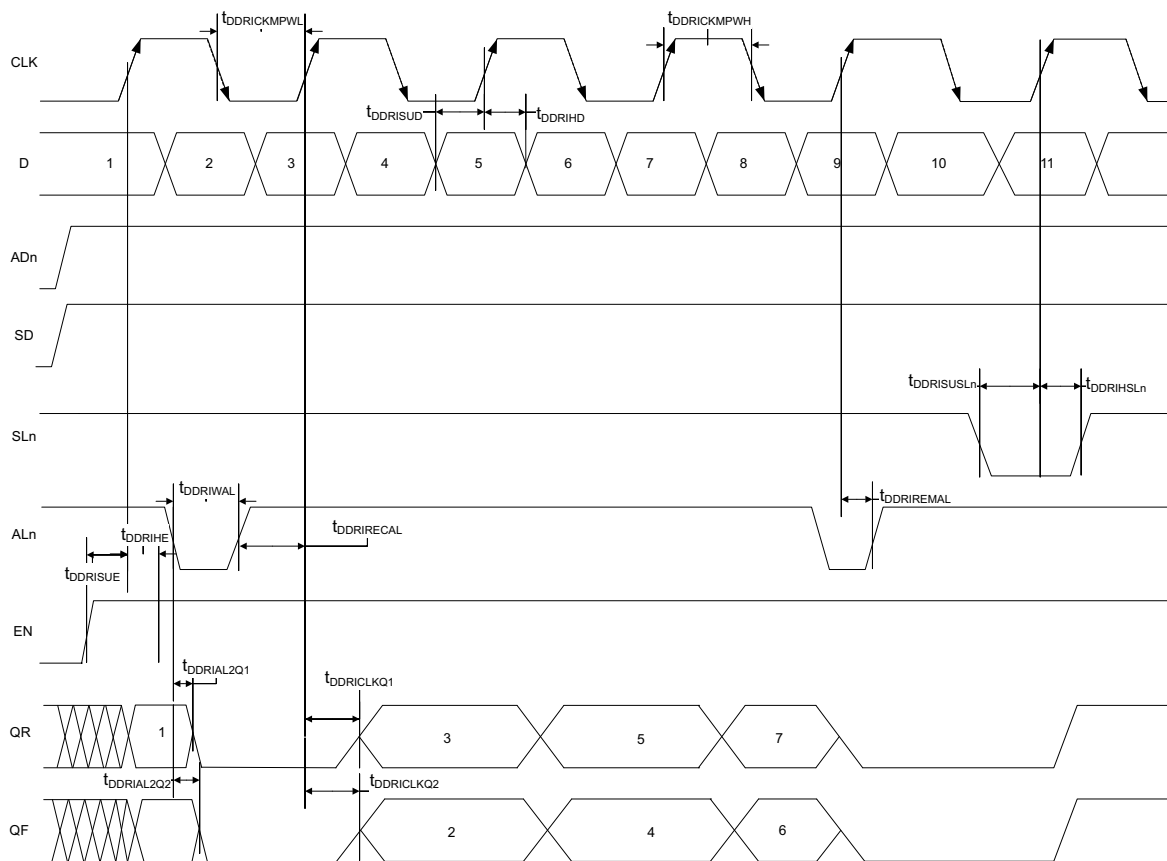 tDDRICKMPWL
tDDRICKMPWH
CLK
tDDRISUD
tDDRIHD
D
1 2 3 4 5 6 7 8 9 10 11
ADn
SD
tDDRISUSLn
tDDRIHSLn
SLn
tDDRIWAL
tDDRIREMAL
tDDRIHE
tDDRIRECAL
ALn
tDDRISUE
EN
tDDRIAL2Q1
tDDRICLKQ1
QR
1 3 5 7
tDDRIAL2Q2
tDDRICLKQ2
QF
2 4 6